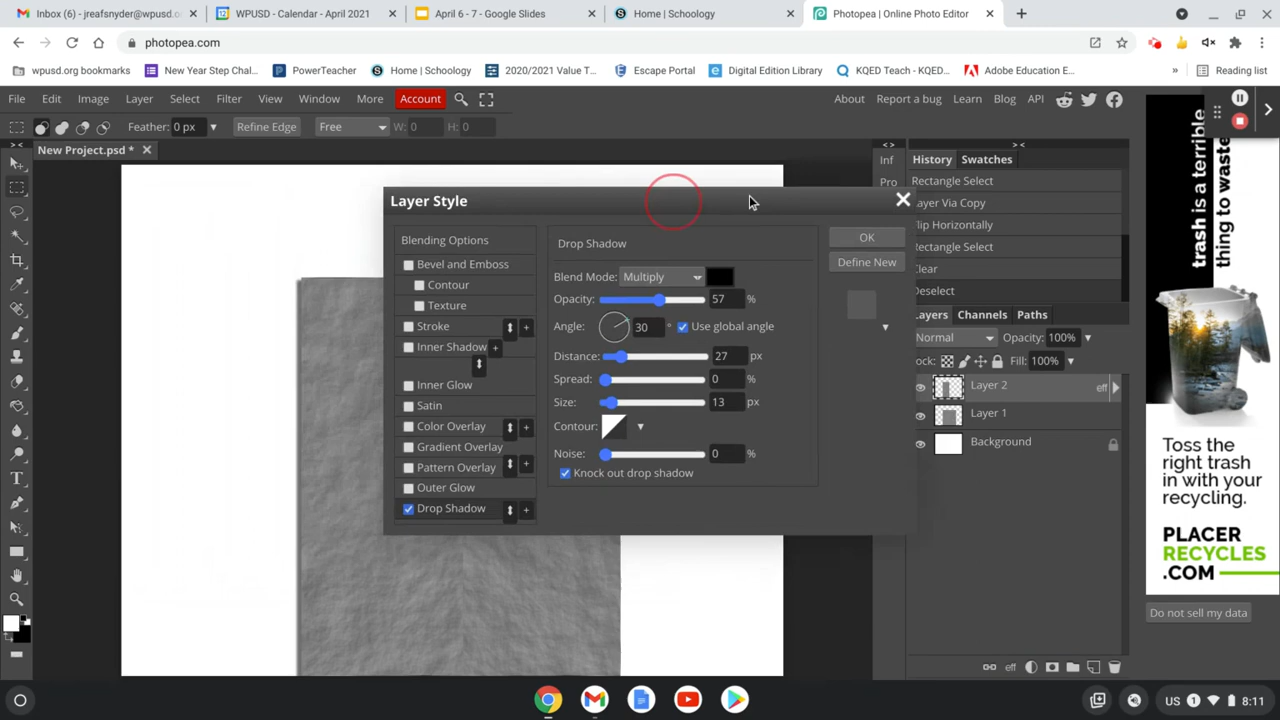 Inbox (6) - jreafsnyder@wpusd.o
WPUSD - Calendar - April 2021
April 6 - 7 - Google Slides
Home | Schoology
Photopea | Online Photo Editor
photopea.com
wpusd.org bookmarks
New Year Step Chal...
PowerTeacher
Home | Schoology
2020/2021 Value T...
Escape Portal
Digital Edition Library
KQED Teach - KQED...
Adobe Education E...
»
Reading list
File Edit Image Layer Select Filter View Window More Account
About Report a bug Learn Blog API
Feather: 0 px
Refine Edge
Free
W: 0
H: 0
New Project.psd *
Inf
Pro
History Swatches
Rectangle Select
Layer Via Copy
lip Horizontally
Rectangle Select
Clear
Deselect
ayers Channels Paths
Normal
Opacity: 100%
ock:
Fill: 100%
Layer 2
eff
Layer 1
Background
eff
Layer Style
Blending Options
Bevel and Emboss
Contour
Texture
Stroke
Inner Shadow
Inner Glow
Satin
Color Overlay
Gradient Overlay
Pattern Overlay
Outer Glow
Drop Shadow
Drop Shadow
Blend Mode: Multiply
Opacity: 57 %
Angle: 30 ° Use global angle
Distance: 27 px
Spread: 0 %
Size: 13 px
Contour:
Noise: 0 %
Knock out drop shadow
OK
Define New
trash is a terrible
thing to waste
Toss the
right trash in
with your
recycling.
PLACER
RECYCLES
.COM
Do not sell my data
US
1
8:11